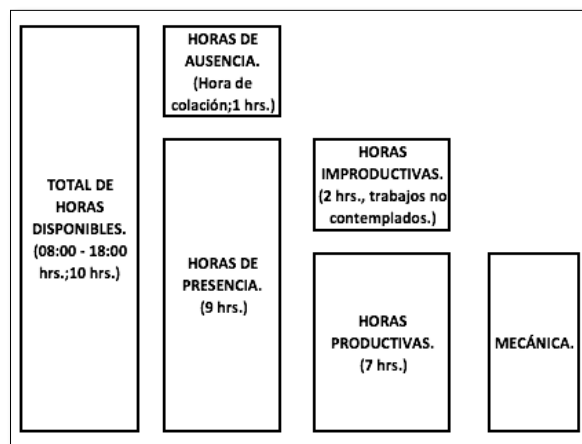 TOTAL DE
HORAS
DISPONIBLES.
(08:00 - 18:00
hrs.;10 hrs.)
HORAS DE
AUSENCIA.
(Hora de
colación;1 hrs.)
HORAS DE
PRESENCIA.
(9 hrs.)
HORAS
IMPRODUCTIVAS.
(2 hrs., trabajos no
contemplados.)
HORAS
PRODUCTIVAS.
(7 hrs.)
MECÁNICA.